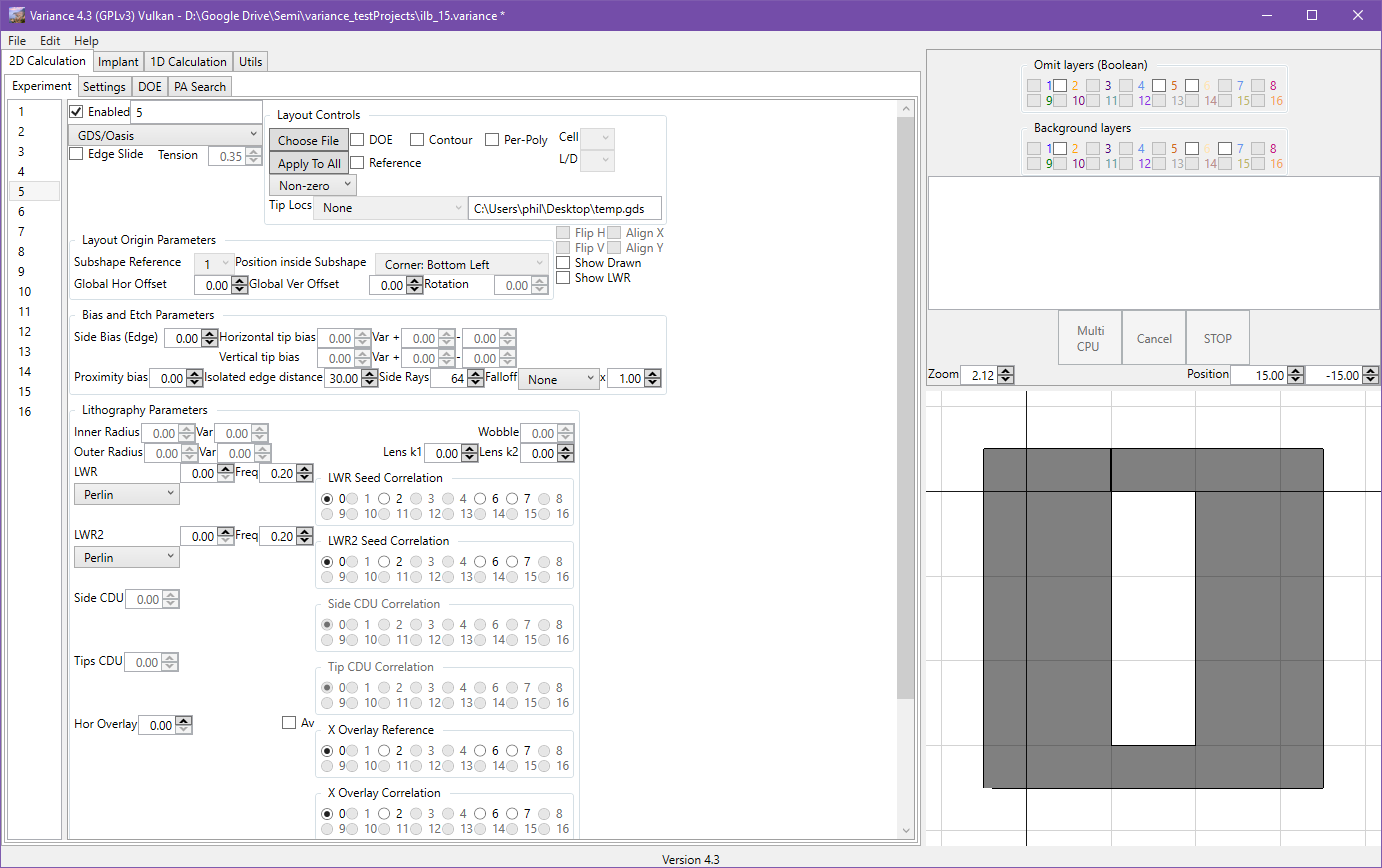 Variance 4.3 (GPLv3) Vulkan - D:\Google Drive\Semi\variance_testProjects\ilb_15.variance *
File Edit Help
2D Calculation Implant 1D Calculation Utils
Experiment Settings DOE PA Search
1
2
3
4
5
6
7
8
9
10
11
12
13
14
15
16
Enabled 5
GDS/Oasis
Edge Slide Tension 0.35
Layout Controls
Choose File DOE Contour Per-Poly Cell
Apply To All Reference L/D
Non-zero
Tip Locs None C:\Users\phil\Desktop\temp.gds
Flip H Align X
Flip V Align Y
Show Drawn
Show LWR
Layout Origin Parameters
Subshape Reference 1 Position inside Subshape Corner: Bottom Left
Global Hor Offset 0.00 Global Ver Offset 0.00 Rotation 0.00
Bias and Etch Parameters
Side Bias (Edge) 0.00 Horizontal tip bias 0.00 Var + 0.00 - 0.00
Vertical tip bias 0.00 Var + 0.00 - 0.00
Proximity bias 0.00 Isolated edge distance 30.00 Side Rays 64 Falloff None x 1.00
Lithography Parameters
Inner Radius 0.00 Var 0.00 Wobble 0.00
Outer Radius 0.00 Var 0.00 Lens k1 0.00 Lens k2 0.00
LWR 0.00 Freq 0.20
Perlin
LWR Seed Correlation
0 1 2 3 4 6 7 8
9 10 11 12 13 14 15 16
LWR2 0.00 Freq 0.20
Perlin
LWR2 Seed Correlation
0 1 2 3 4 6 7 8
9 10 11 12 13 14 15 16
Side CDU 0.00
Side CDU Correlation
0 1 2 3 4 6 7 8
9 10 11 12 13 14 15 16
Tips CDU 0.00
Tip CDU Correlation
0 1 2 3 4 6 7 8
9 10 11 12 13 14 15 16
Hor Overlay 0.00 Av
X Overlay Reference
0 1 2 3 4 6 7 8
9 10 11 12 13 14 15 16
X Overlay Correlation
0 1 2 3 4 6 7 8
9 10 11 12 13 14 15 16
Omit layers (Boolean)
1 2 3 4 5 6 7 8
9 10 11 12 13 14 15 16
Background layers
1 2 3 4 5 6 7 8
9 10 11 12 13 14 15 16
Multi
CPU
Cancel
STOP
Zoom 2.12 Position 15.00 -15.00
Version 4.3